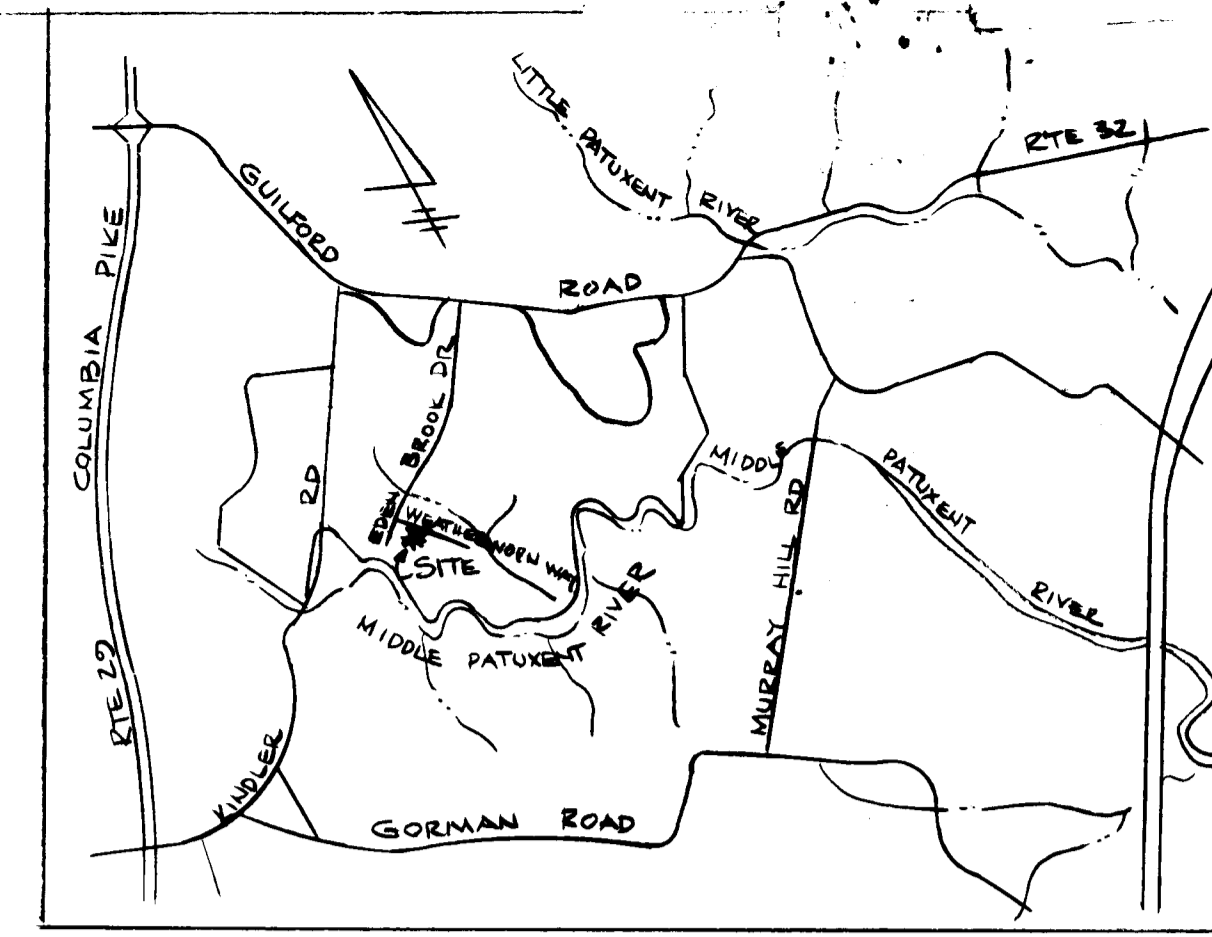 LITTLE PATUXENT RIVER
RTE 32
GUILFORD ROAD
COLUMBIA PIKE
RTE 29
EDEN BROOK DR
RD
MIDDLE PATUXENT RIVER
WEATHERWORN WAY
SITE
MIDDLE PATUXENT RIVER
MURRAY HILL RD
KINDLER
GORMAN ROAD